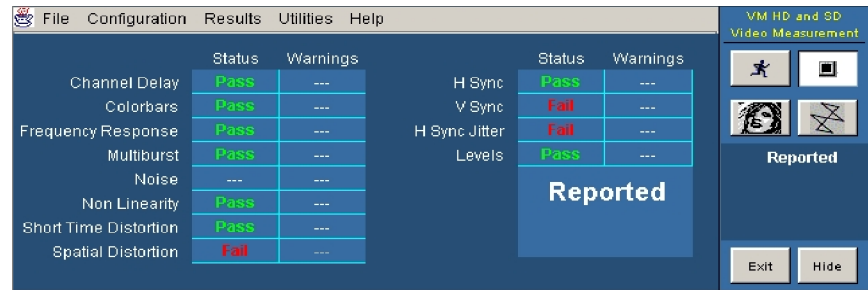 File Configuration Results Utilities Help
VM HD and SD
Video Measurement
Status Warnings
Channel Delay Pass ---
Colorbars Pass ---
Frequency Response Pass ---
Multiburst Pass ---
Noise --- ---
Non Linearity Pass ---
Short Time Distortion Pass ---
Spatial Distortion Fail ---
Status Warnings
H Sync Pass ---
V Sync Fail ---
H Sync Jitter Fail ---
Levels Pass ---
Reported
Reported
Exit Hide